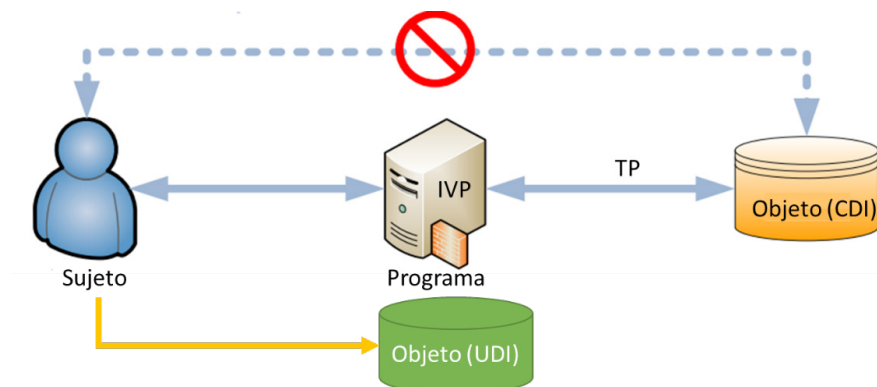 IVP
TP
Objeto (CDI)
Sujeto
Programa
Objeto (UDI)